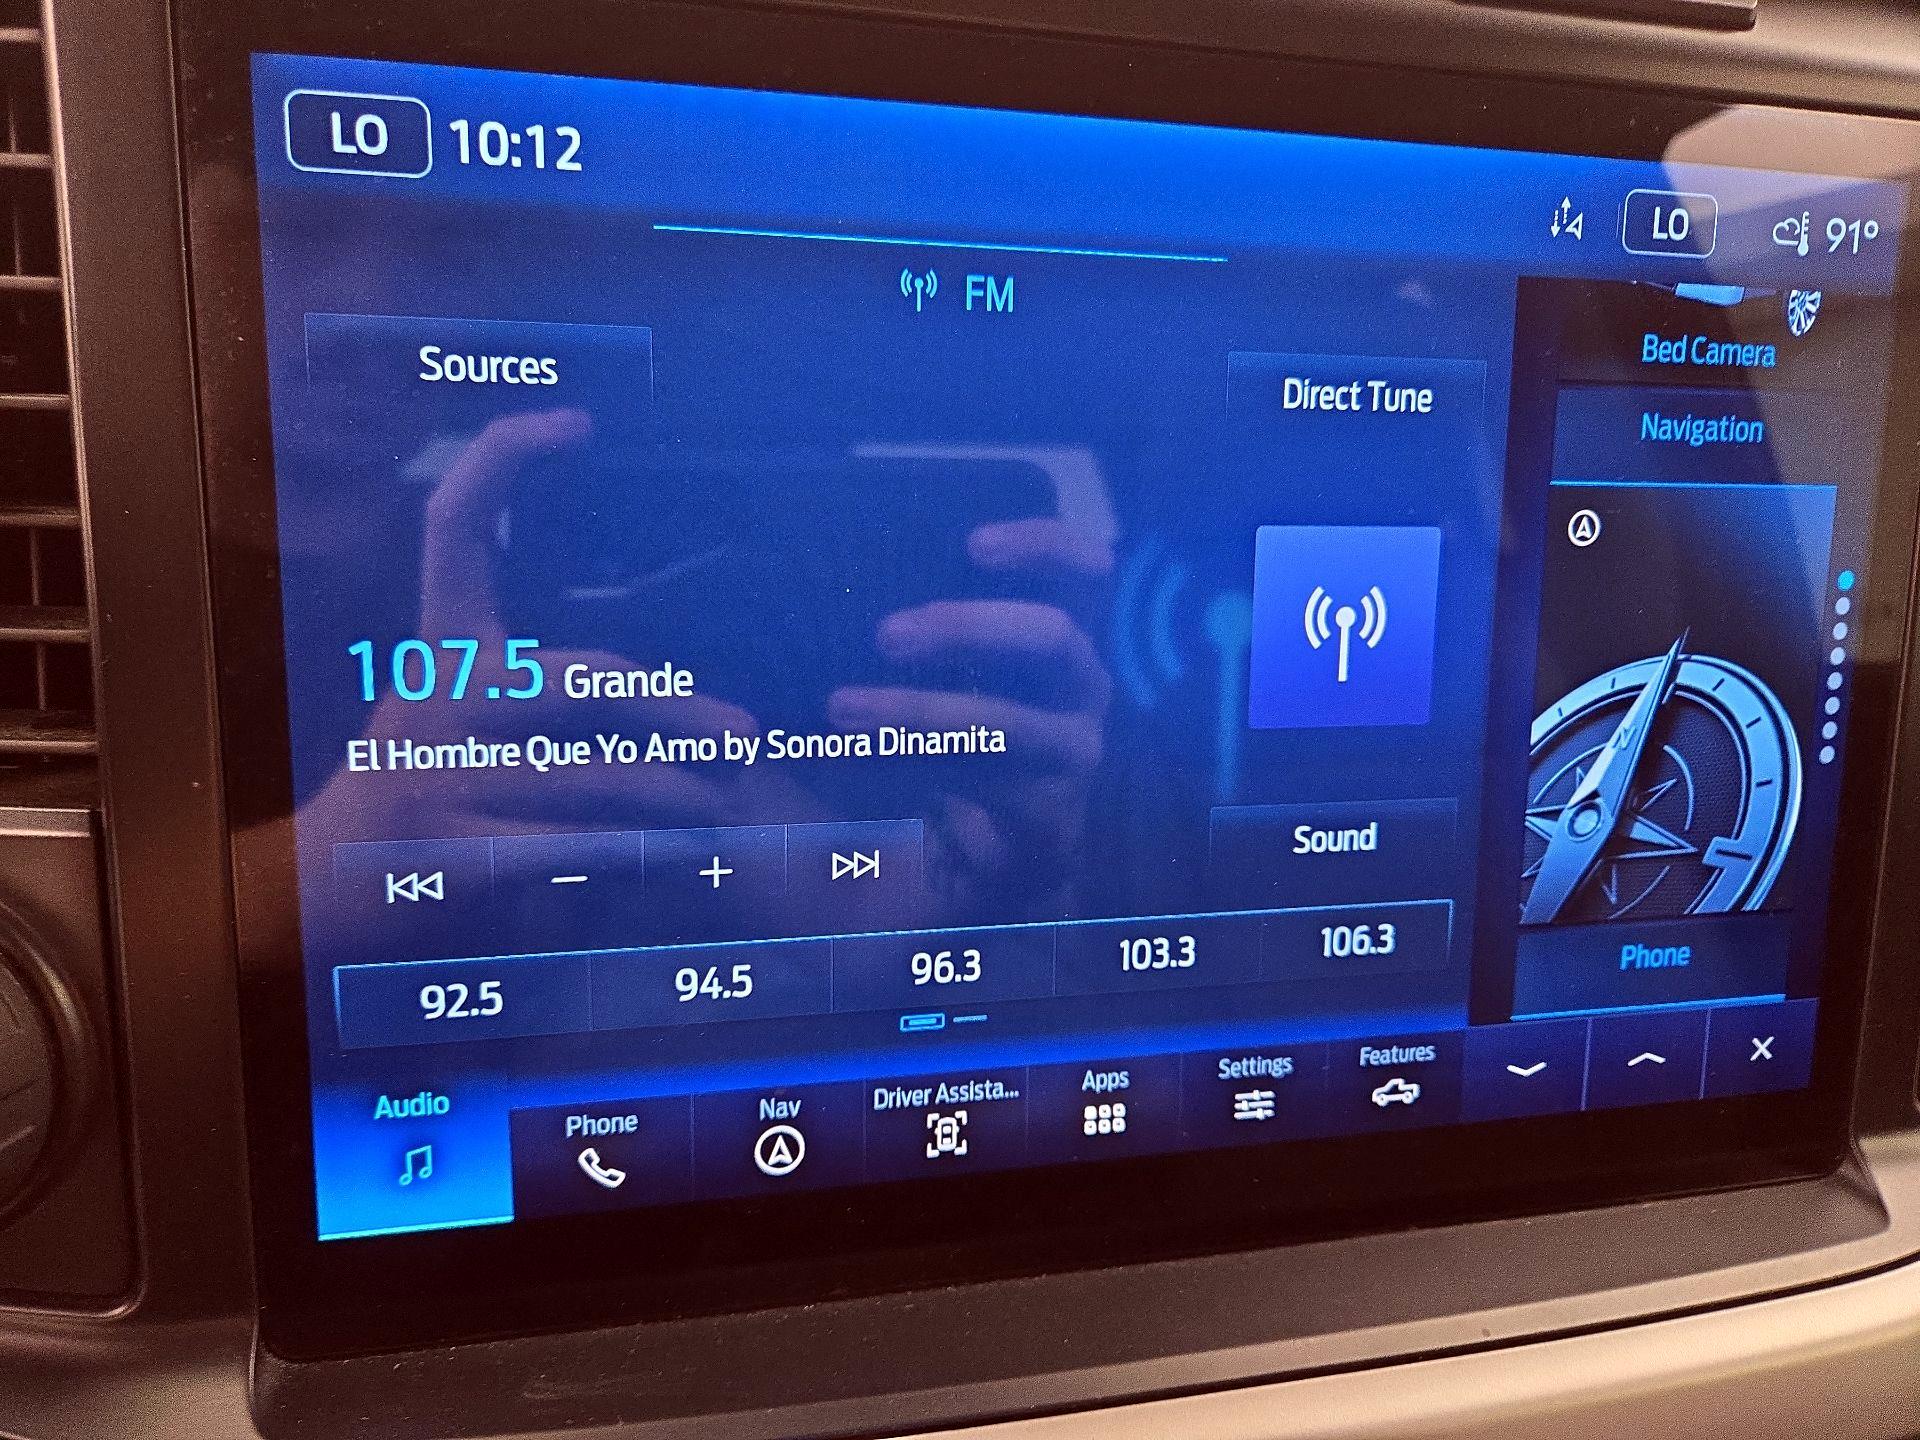 LO 10:12
LO 91°
FM
Sources
Direct Tune
Bed Camera
Navigation
107.5 Grande
El Hombre Que Yo Amo by Sonora Dinamita
N
Sound
92.5 94.5 96.3 103.3 106.3
Phone
Audio
Phone
Nav
Driver Assista...
Apps
Settings
Features